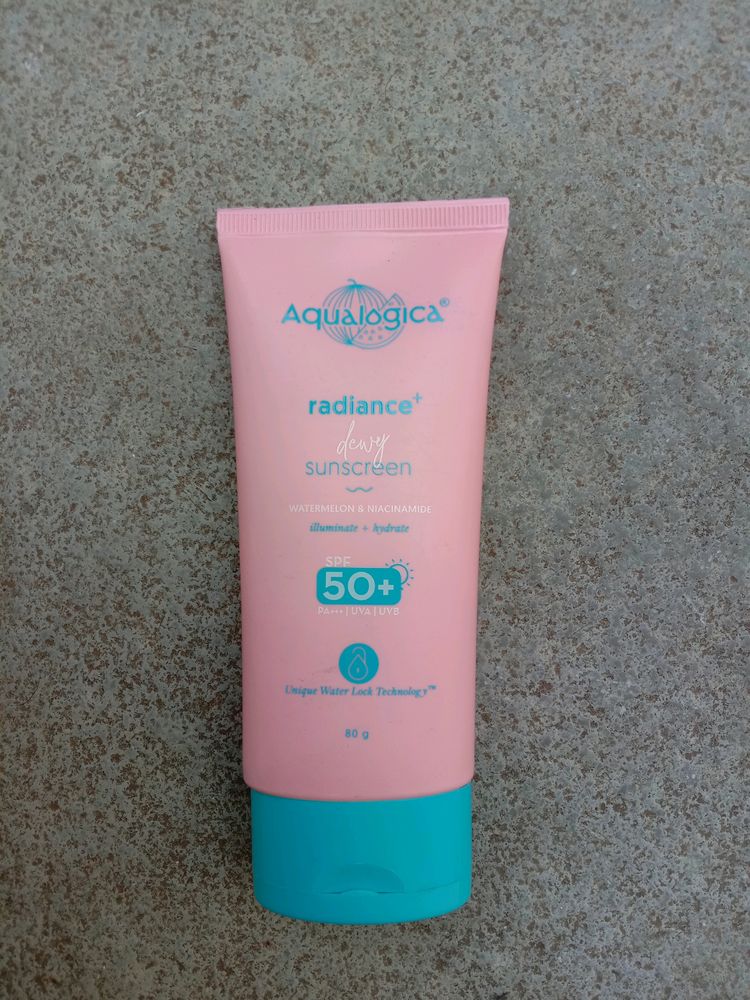 Aqualogica®
radiance+
dewy
sunscreen
WATERMELON & NIACINAMIDE
illuminate + hydrate
SPF
50+
PA+++ | UVA | UVB
Unique Water Lock Technology™
80 g